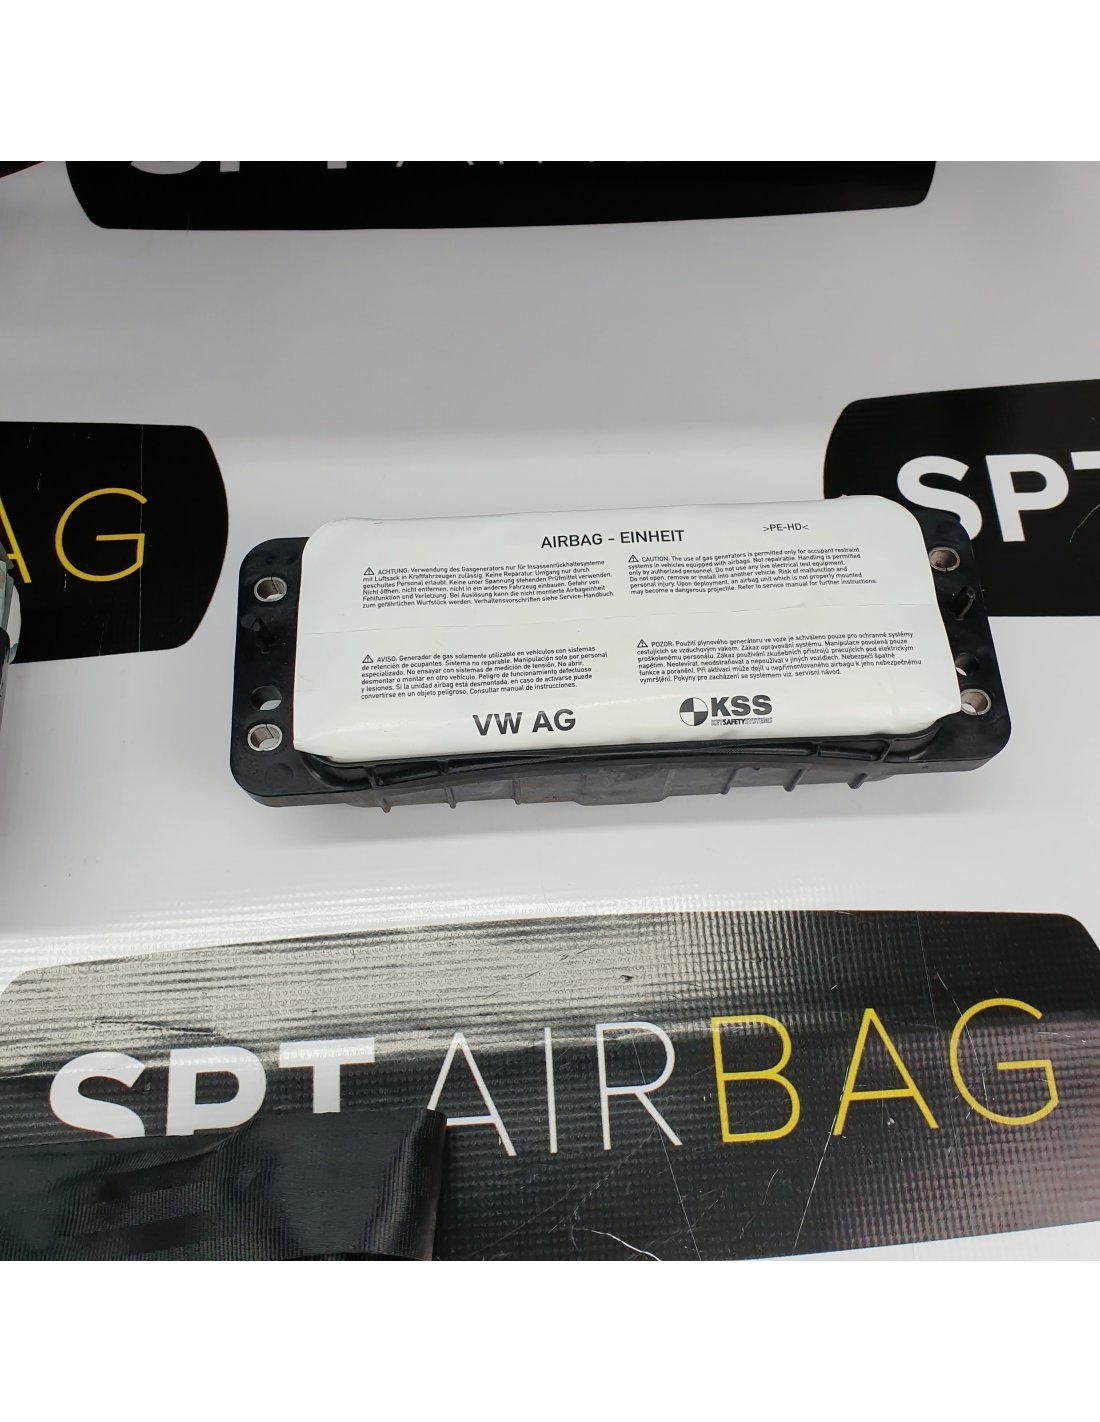 SPTAIR
AG
SPT
AIRBAG - EINHEIT
>PE-HD<
⚠ ACHTUNG: Verwendung des Gasgenerators nur für Insassenrückhaltesysteme
mit Luftsack in Kraftfahrzeugen zulässig. Keine Reparatur. Umgang nur durch
geschultes Personal erlaubt. Keine unter Spannung stehenden Prüfmittel verwenden.
Nicht öffnen, nicht entfernen, nicht in ein anderes Fahrzeug einbauen. Gefahr von
Fehlfunktion und Verletzung. Bei Auslösung kann die nicht montierte Airbageinheit
zum gefährlichen Wurfstück werden. Verhaltensvorschriften siehe Service-Handbuch.
⚠ CAUTION: The use of gas generators is permitted only for occupant restraint
systems in vehicles equipped with airbags. Not repairable. Handling is permitted
only by authorized personnel. Do not use any live electrical test equipment.
Do not open, remove or install into another vehicle. Risk of malfunction and
personal injury. Upon deployment, an airbag unit which is not properly mounted
may become a dangerous projectile. Refer to service manual for further instructions.
⚠ AVISO: Generador de gas solamente utilizable en vehículos con sistemas
de retención de ocupantes. Sistema no reparable. Manipulación solo por personal
especializado. No ensayar con sistemas de medición de tensión. No abrir,
desmontar o montar en otro vehículo. Peligro de funcionamiento defectuoso
y lesiones. Si la unidad airbag está desmontada, en caso de activarse puede
convertirse en un objeto peligroso. Consultar manual de instrucciones.
⚠ POZOR: Použití plynového generátoru ve voze je schváleno pouze pro ochranné systémy
cestujících se vzduchovým vakem. Zákaz opravování systému. Manipulace povolená pouze
proškolenému personálu. Zákaz používání zkušebních přístrojů pracujících pod elektrickým
napětím. Neotevírat, neodstraňovat a nepoužívat v jiných vozidlech. Nebezpečí špatné
funkce a poranění. Při aktivaci může dojít u nepřimontovaného airbagu k jeho nebezpečnému
vymrštění. Pokyny pro zacházení se systémem viz. servisní návod.
VW AG
KSS
KEYSAFETYSYSTEMS
SPTAIRBAG